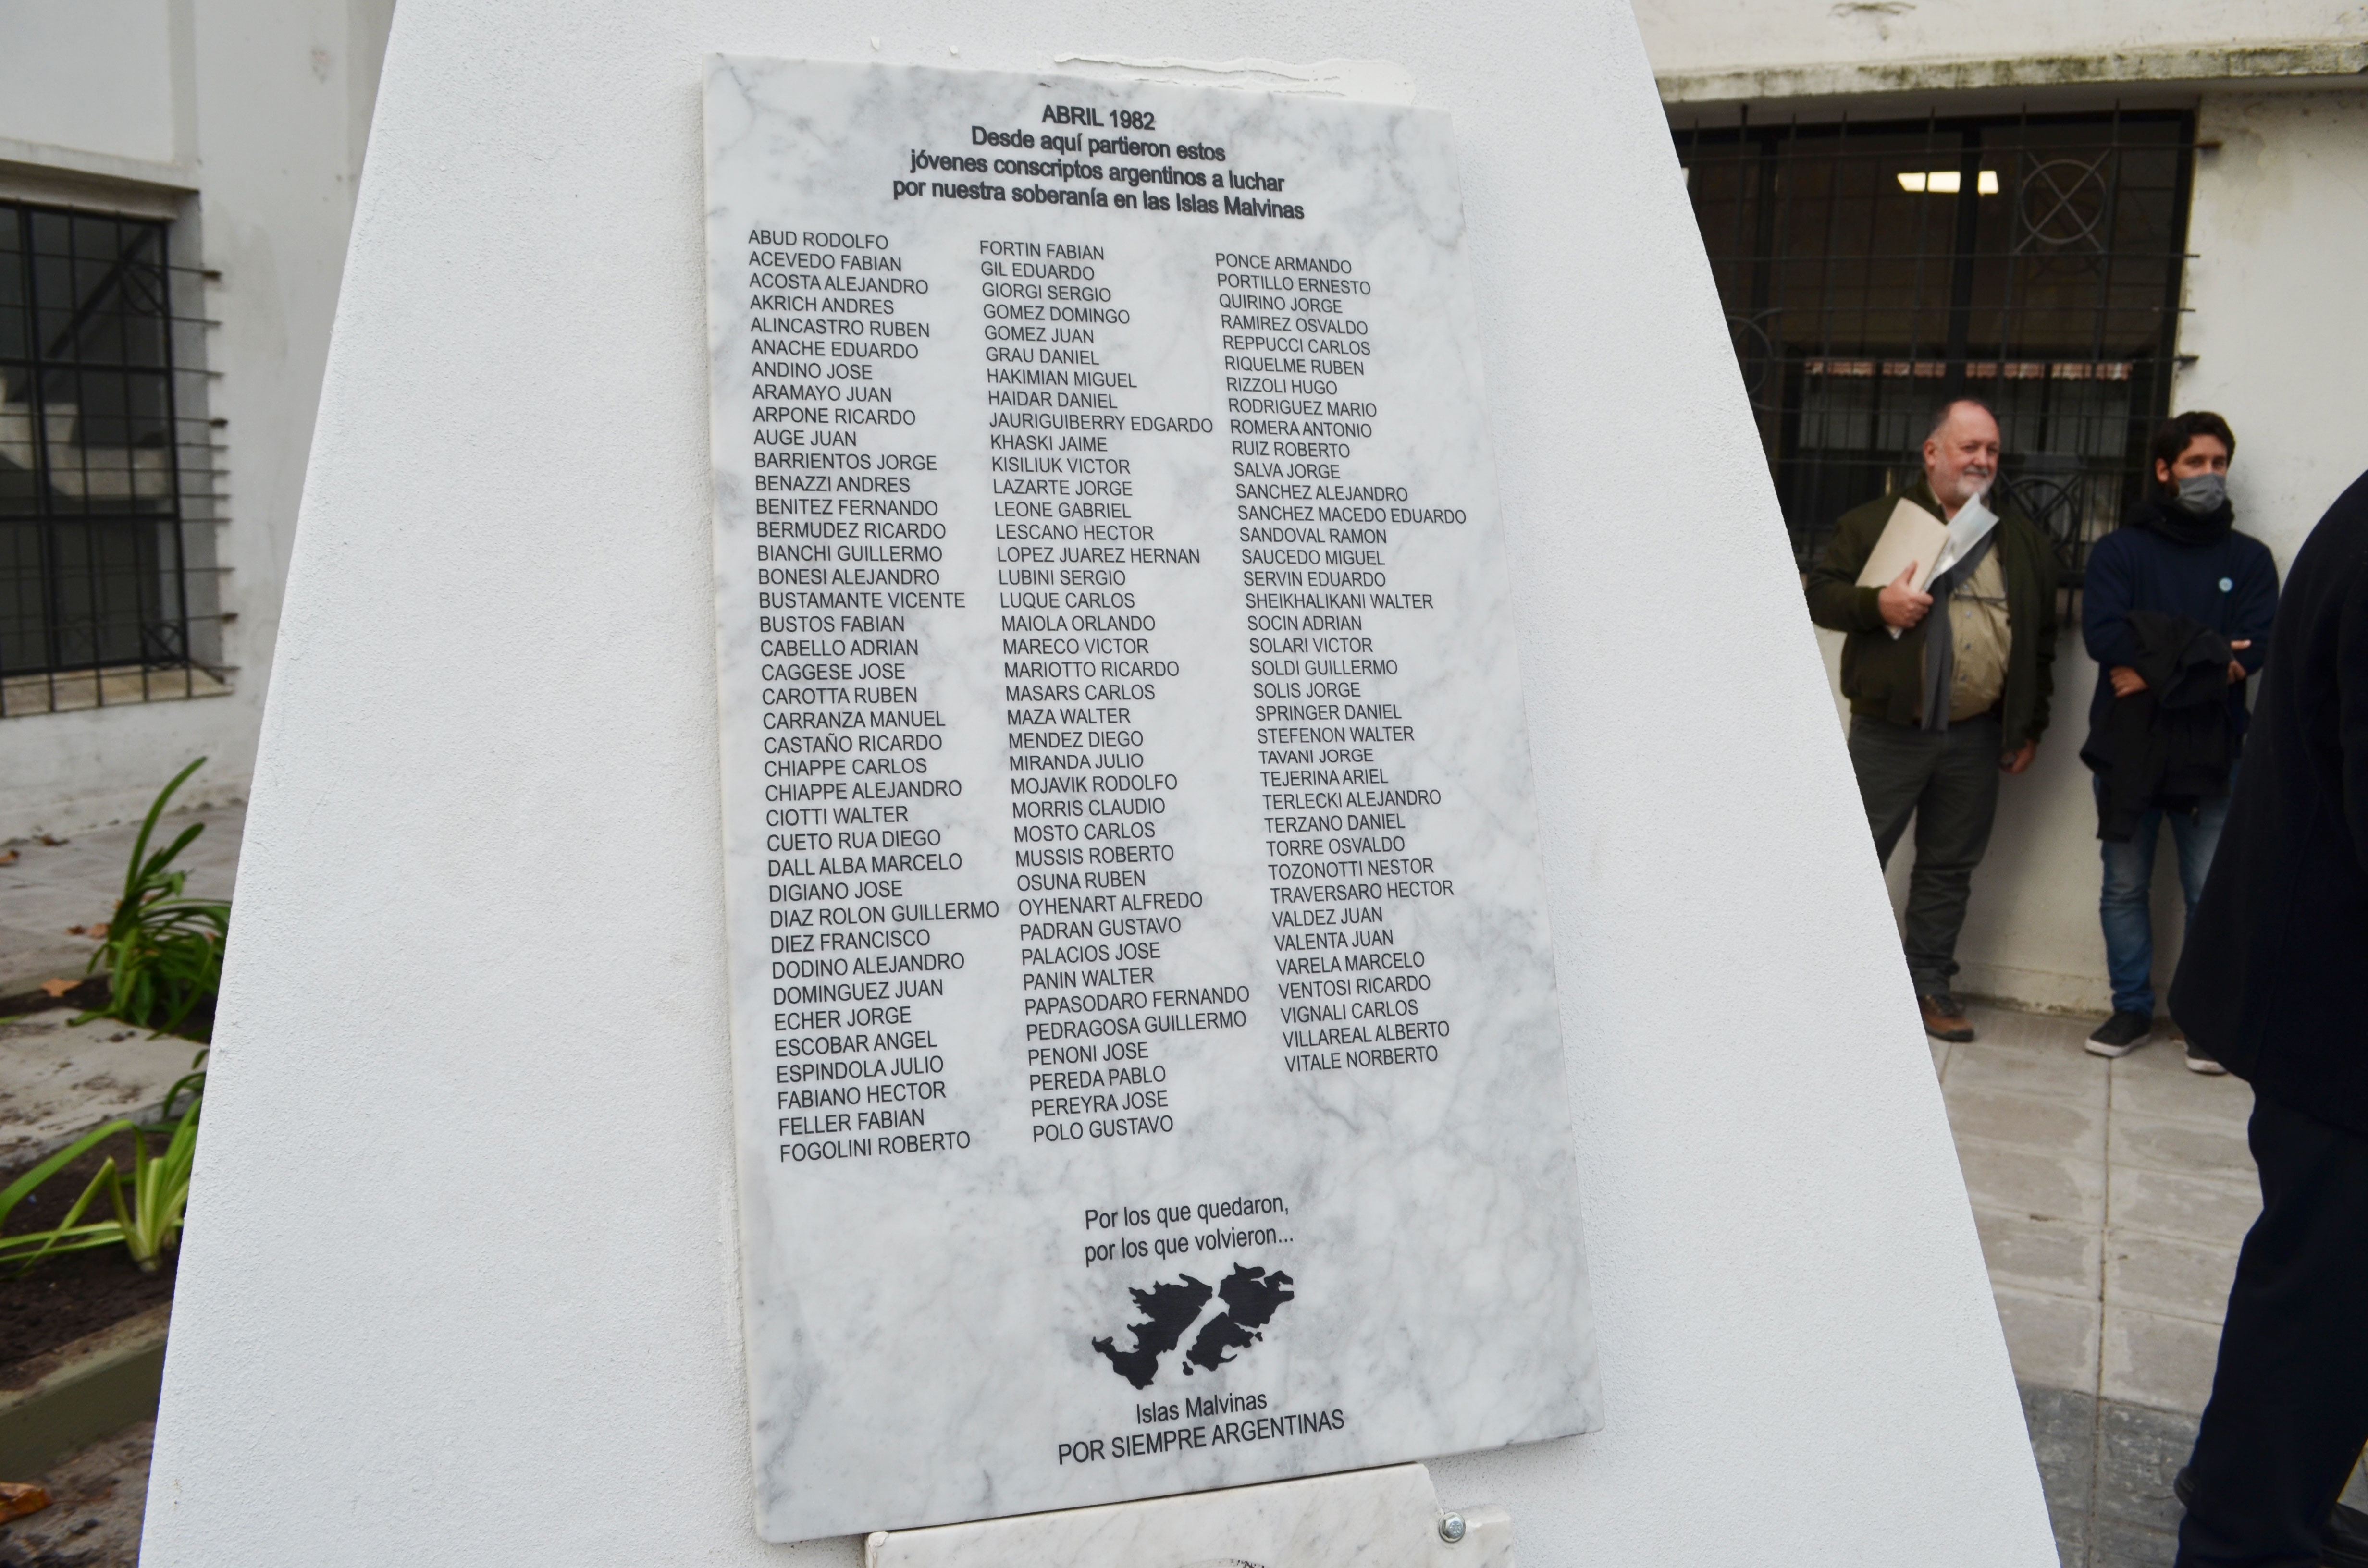 ABRIL 1982
Desde aquí partieron estos
jóvenes conscriptos argentinos a luchar
por nuestra soberanía en las Islas Malvinas
ABUD RODOLFO
ACEVEDO FABIAN
ACOSTA ALEJANDRO
AKRICH ANDRES
ALINCASTRO RUBEN
ANACHE EDUARDO
ANDINO JOSE
ARAMAYO JUAN
ARPONE RICARDO
AUGE JUAN
BARRIENTOS JORGE
BENAZZI ANDRES
BENITEZ FERNANDO
BERMUDEZ RICARDO
BIANCHI GUILLERMO
BONESI ALEJANDRO
BUSTAMANTE VICENTE
BUSTOS FABIAN
CABELLO ADRIAN
CAGGESE JOSE
CAROTTA RUBEN
CARRANZA MANUEL
CASTAÑO RICARDO
CHIAPPE CARLOS
CHIAPPE ALEJANDRO
CIOTTI WALTER
CUETO RUA DIEGO
DALL ALBA MARCELO
DIGIANO JOSE
DIAZ ROLON GUILLERMO
DIEZ FRANCISCO
DODINO ALEJANDRO
DOMINGUEZ JUAN
ECHER JORGE
ESCOBAR ANGEL
ESPINDOLA JULIO
FABIANO HECTOR
FELLER FABIAN
FOGOLINI ROBERTO
FORTIN FABIAN
GIL EDUARDO
GIORGI SERGIO
GOMEZ DOMINGO
GOMEZ JUAN
GRAU DANIEL
HAKIMIAN MIGUEL
HAIDAR DANIEL
JAURIGUIBERRY EDGARDO
KHASKI JAIME
KISILIUK VICTOR
LAZARTE JORGE
LEONE GABRIEL
LESCANO HECTOR
LOPEZ JUAREZ HERNAN
LUBINI SERGIO
LUQUE CARLOS
MAIOLA ORLANDO
MARECO VICTOR
MARIOTTO RICARDO
MASARS CARLOS
MAZA WALTER
MENDEZ DIEGO
MIRANDA JULIO
MOJAVIK RODOLFO
MORRIS CLAUDIO
MOSTO CARLOS
MUSSIS ROBERTO
OSUNA RUBEN
OYHENART ALFREDO
PADRAN GUSTAVO
PALACIOS JOSE
PANIN WALTER
PAPASODARO FERNANDO
PEDRAGOSA GUILLERMO
PENONI JOSE
PEREDA PABLO
PEREYRA JOSE
POLO GUSTAVO
PONCE ARMANDO
PORTILLO ERNESTO
QUIRINO JORGE
RAMIREZ OSVALDO
REPPUCCI CARLOS
RIQUELME RUBEN
RIZZOLI HUGO
RODRIGUEZ MARIO
ROMERA ANTONIO
RUIZ ROBERTO
SALVA JORGE
SANCHEZ ALEJANDRO
SANCHEZ MACEDO EDUARDO
SANDOVAL RAMON
SAUCEDO MIGUEL
SERVIN EDUARDO
SHEIKHALIKANI WALTER
SOCIN ADRIAN
SOLARI VICTOR
SOLDI GUILLERMO
SOLIS JORGE
SPRINGER DANIEL
STEFENON WALTER
TAVANI JORGE
TEJERINA ARIEL
TERLECKI ALEJANDRO
TERZANO DANIEL
TORRE OSVALDO
TOZONOTTI NESTOR
TRAVERSARO HECTOR
VALDEZ JUAN
VALENTA JUAN
VARELA MARCELO
VENTOSI RICARDO
VIGNALI CARLOS
VILLAREAL ALBERTO
VITALE NORBERTO
Por los que quedaron,
por los que volvieron...
Islas Malvinas
POR SIEMPRE ARGENTINAS